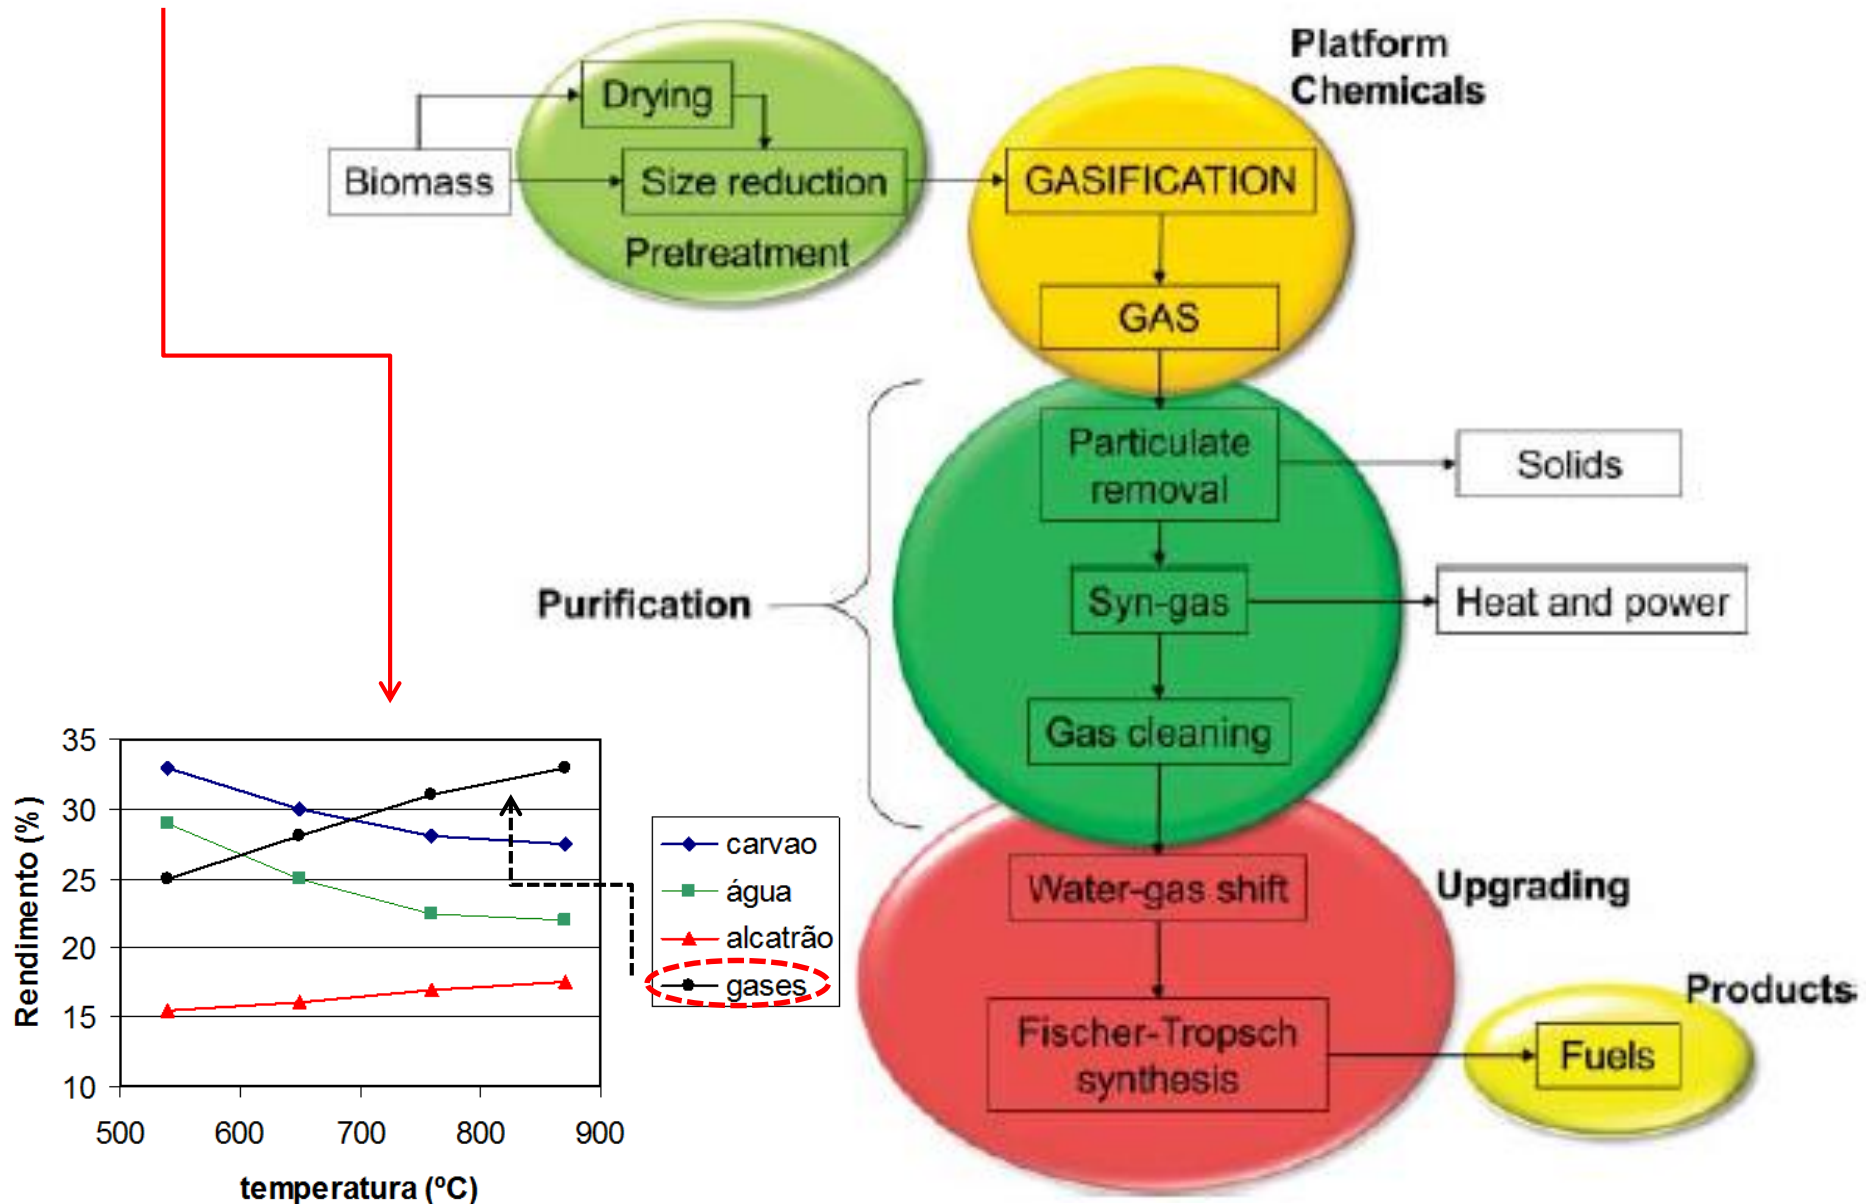 Platform
Chemicals
Drying
Biomass
Size reduction
GASIFICATION
Pretreatment
GAS
Particulate
removal
Solids
Purification
Syn-gas
Heat and power
Gas cleaning
Water-gas shift
Upgrading
Fischer-Tropsch
synthesis
Products
Fuels
35
30
25
20
15
10
Rendimento (%)
500 600 700 800 900
temperatura (ºC)
carvao
água
alcatrão
gases